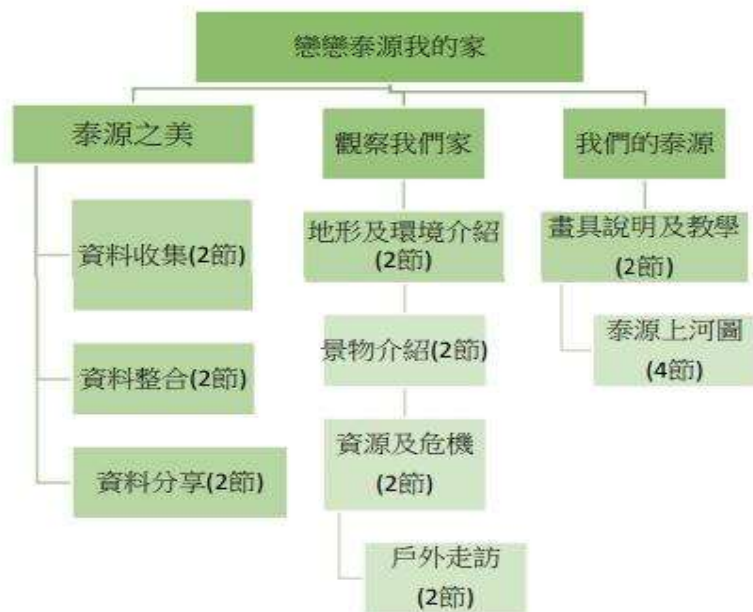 戀戀泰源我的家
泰源之美
觀察我們家
我們的泰源
資料收集(2節)
資料整合(2節)
資料分享(2節)
地形及環境介紹
(2節)
景物介紹(2節)
資源及危機
(2節)
戶外走訪
(2節)
畫具說明及教學
(2節)
泰源上河圖
(4節)